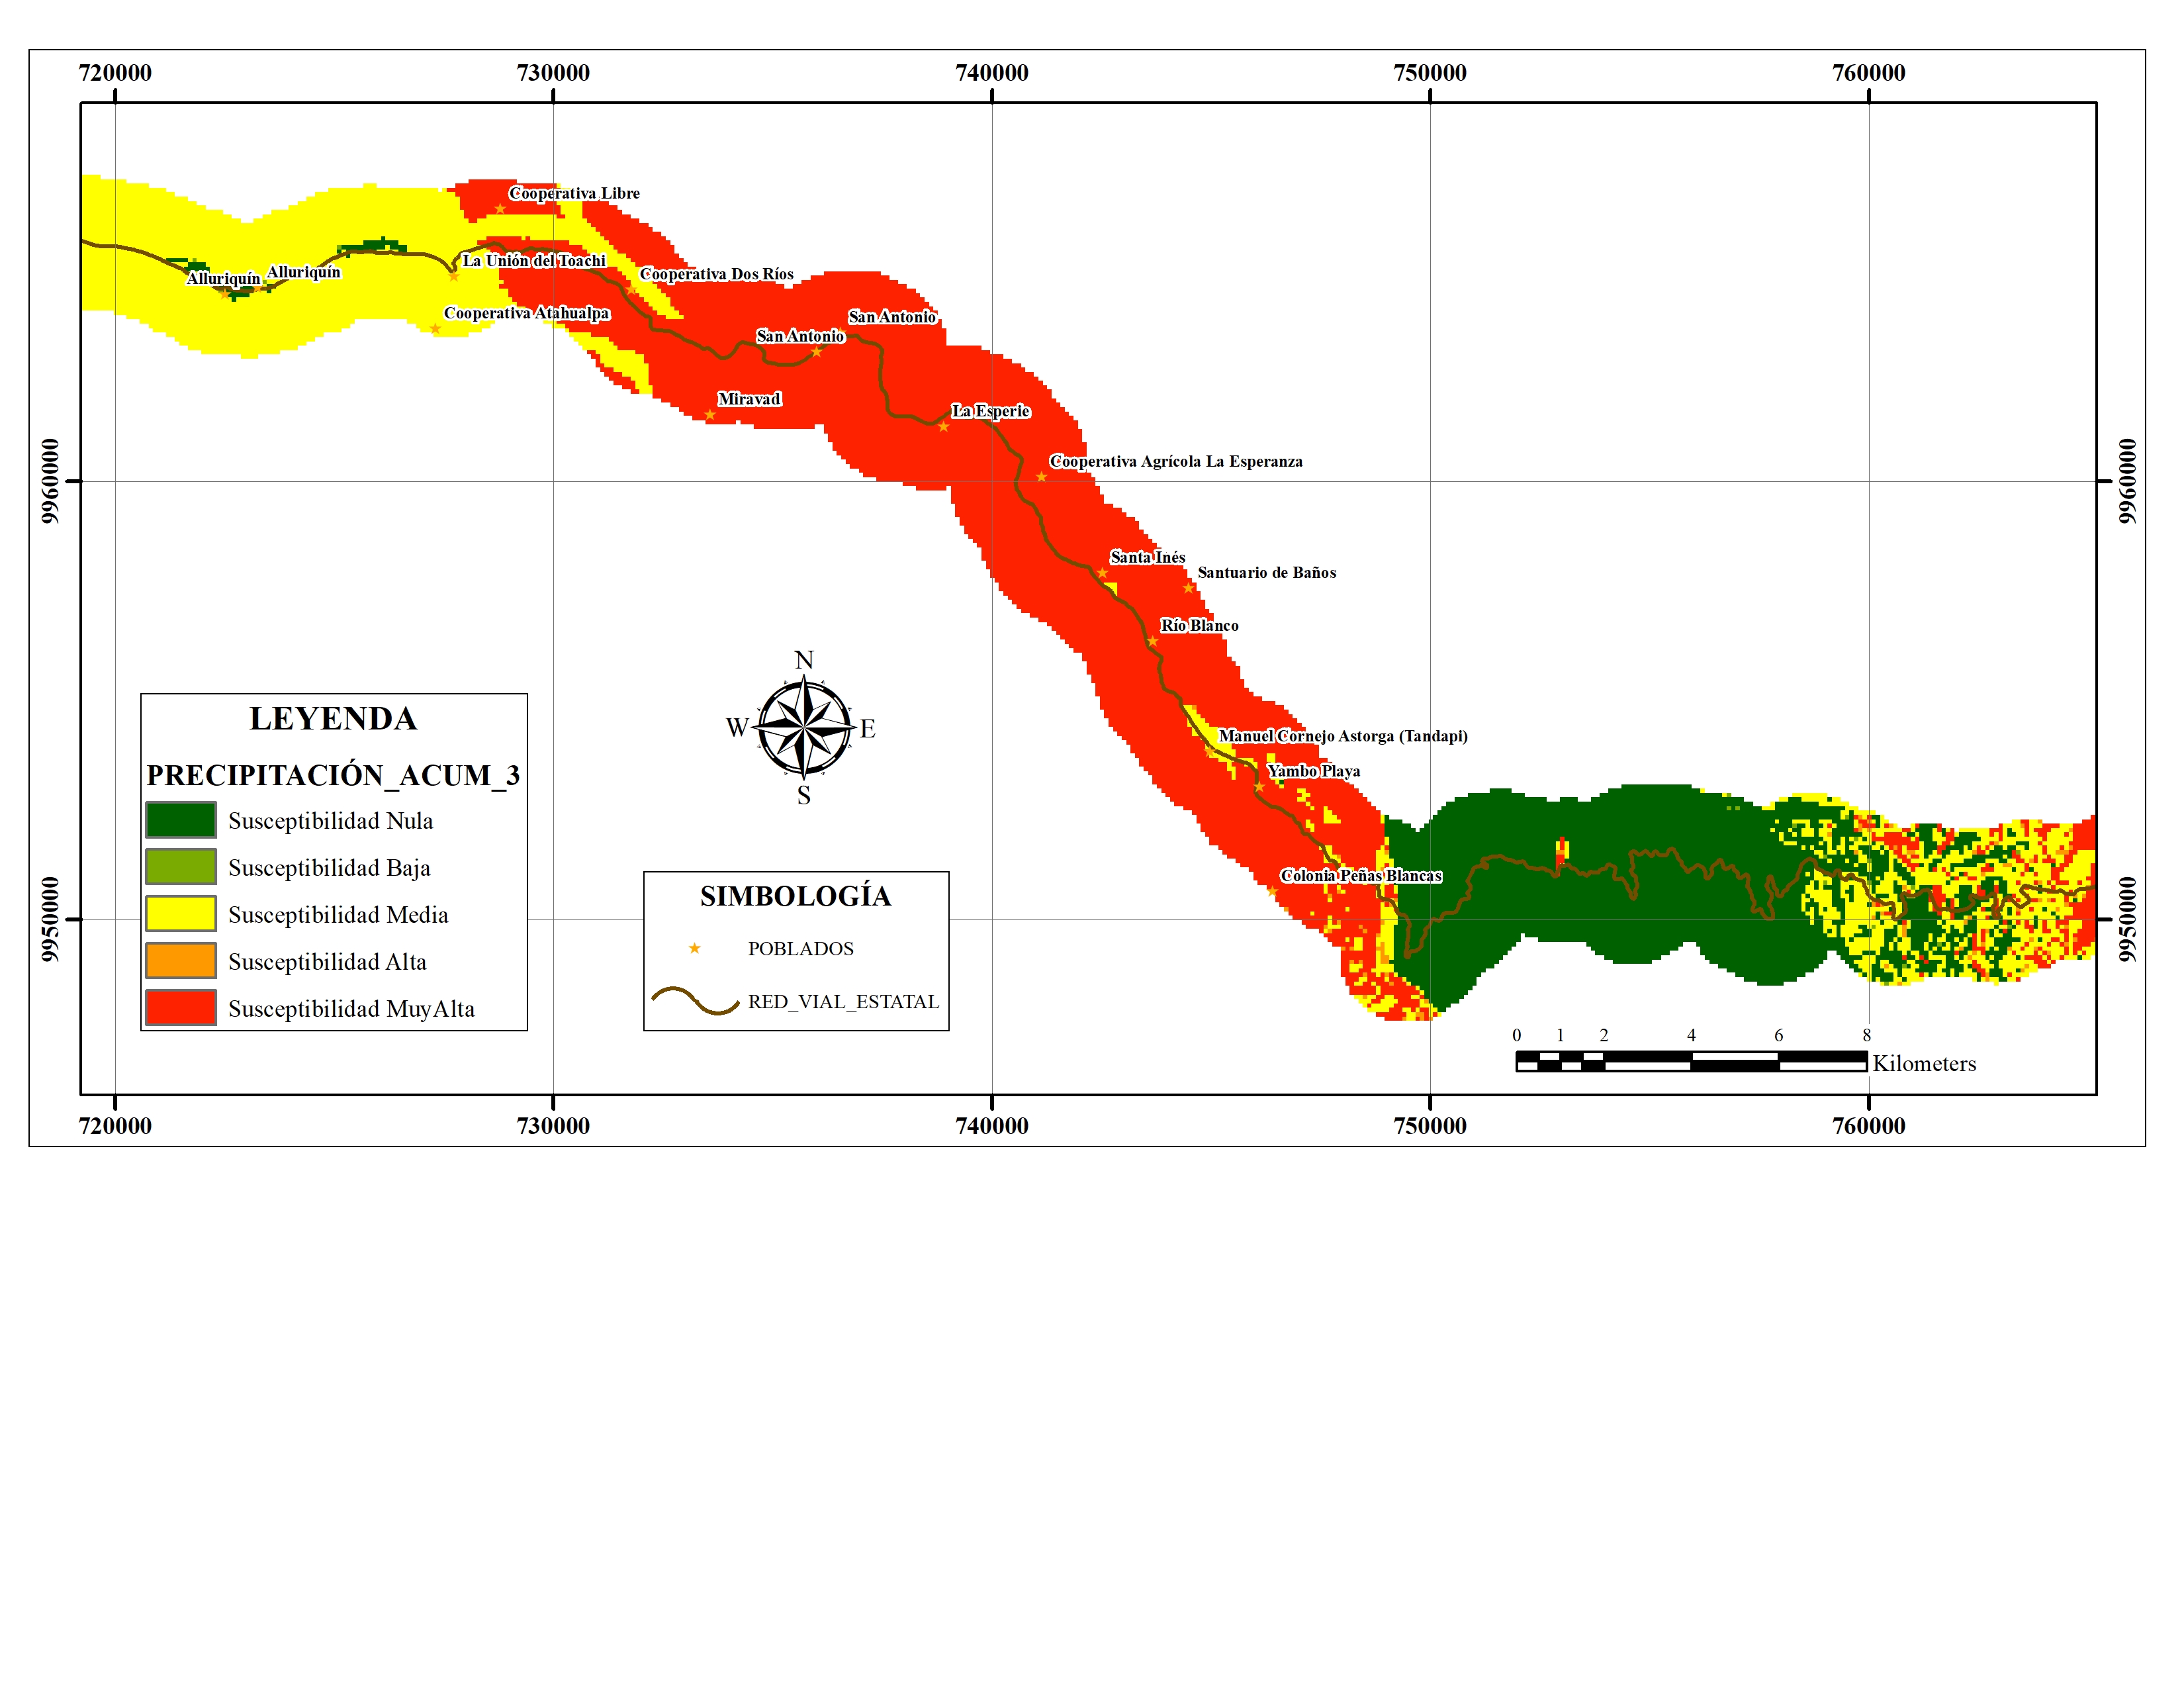 720000 730000 740000 750000 760000
Cooperativa Libre
La Unión del Toachi
Alluriquín
Alluriquín
Cooperativa Dos Ríos
Cooperativa Atahualpa
San Antonio
San Antonio
Miravad
La Esperie
Cooperativa Agrícola La Esperanza
9960000
9960000
Santa Inés
Santuario de Baños
Río Blanco
N
W
E
S
Manuel Cornejo Astorga (Tandapi)
Yambo Playa
Colonia Peñas Blancas
9950000
9950000
LEYENDA
PRECIPITACIÓN_ACUM_3
Susceptibilidad Nula
Susceptibilidad Baja
Susceptibilidad Media
Susceptibilidad Alta
Susceptibilidad MuyAlta
SIMBOLOGÍA
POBLADOS
RED_VIAL_ESTATAL
0 1 2 4 6 8
Kilometers
720000 730000 740000 750000 760000